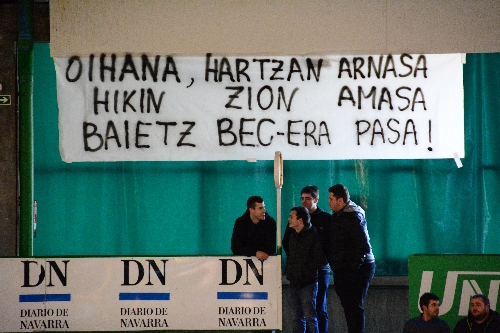 OIHANA, HARTZAN ARNASA
HIKIN ZION AMASA
BAIETZ BEC-ERA PASA!
DN
DIARIO DE
NAVARRA
DN
DIARIO DE
NAVARRA
DN
DIARIO DE
NAVARRA